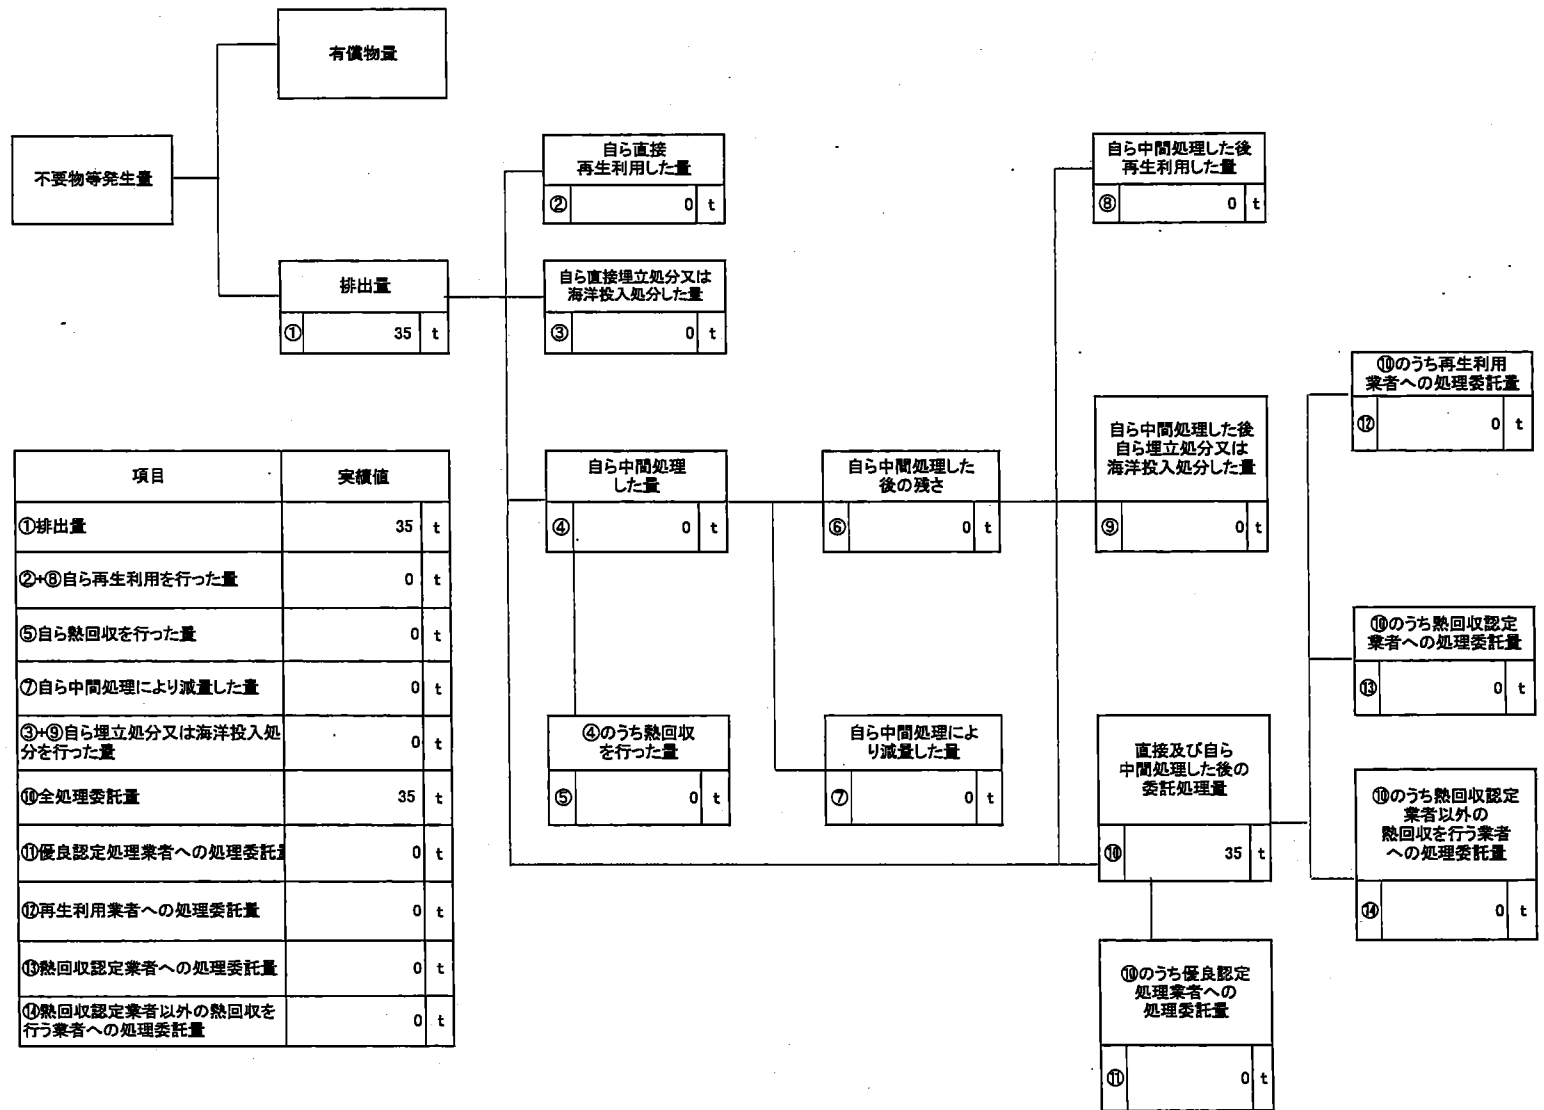 有償物量
不要物等発生量
排出量
① 35 t
自ら直接
再生利用した量
② 0 t
自ら直接埋立処分又は
海洋投入処分した量
③ 0 t
自ら中間処理
した量
④ 0 t
④のうち熱回収
を行った量
⑤ 0 t
自ら中間処理した
後の残さ
⑥ 0 t
自ら中間処理によ
り減量した量
⑦ 0 t
自ら中間処理した後
再生利用した量
⑧ 0 t
自ら中間処理した後
自ら埋立処分又は
海洋投入処分した量
⑨ 0 t
直接及び自ら
中間処理した後の
委託処理量
⑩ 35 t
⑩のうち優良認定
処理業者への
処理委託量
⑪ 0 t
⑩のうち再生利用
業者への処理委託量
⑫ 0 t
⑩のうち熱回収認定
業者への処理委託量
⑬ 0 t
⑩のうち熱回収認定
業者以外の
熱回収を行う業者
への処理委託量
⑭ 0 t
項目 実績値
①排出量 35 t
②+⑧自ら再生利用を行った量 0 t
⑤自ら熱回収を行った量 0 t
⑦自ら中間処理により減量した量 0 t
③+⑨自ら埋立処分又は海洋投入処
分を行った量 0 t
⑩全処理委託量 35 t
⑪優良認定処理業者への処理委託量 0 t
⑫再生利用業者への処理委託量 0 t
⑬熱回収認定業者への処理委託量 0 t
⑭熱回収認定業者以外の熱回収を
行う業者への処理委託量 0 t